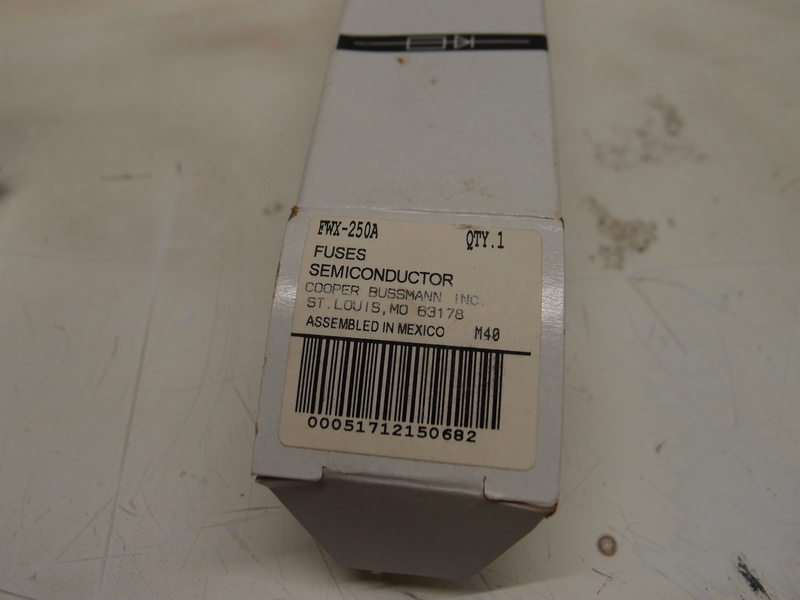 FWX-250A QTY.1
FUSES
SEMICONDUCTOR
COOPER BUSSMANN INC.
ST. LOUIS, MO 63178
ASSEMBLED IN MEXICO M40
00051712150682